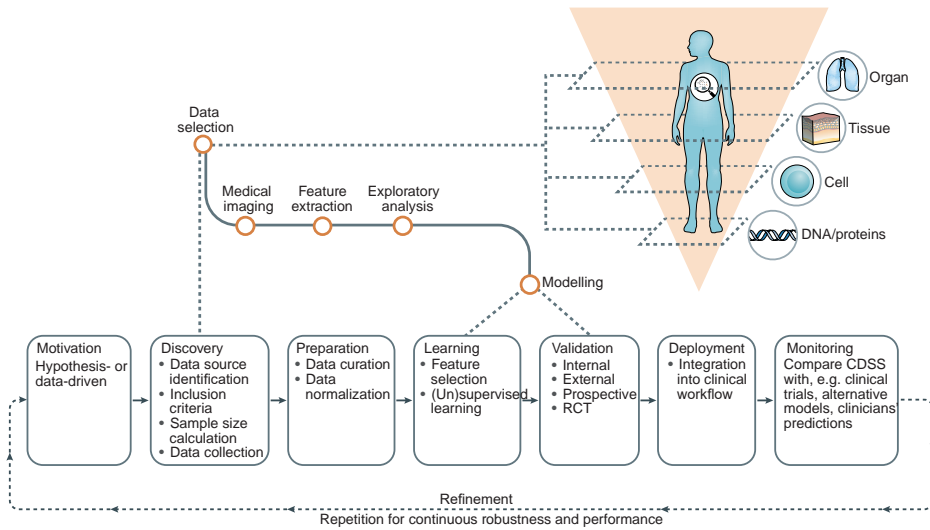 Organ
Data
selection
Tissue
Medical
imaging
Feature
extraction
Exploratory
analysis
Cell
DNA/proteins
Modelling
Motivation
Hypothesis- or
data-driven
Discovery
• Data source
identification
• Inclusion
criteria
• Sample size
calculation
• Data collection
Preparation
• Data curation
• Data
normalization
Learning
• Feature
selection
• (Un)supervised
learning
Validation
• Internal
• External
• Prospective
• RCT
Deployment
• Integration
into clinical
workflow
Monitoring
Compare CDSS
with, e.g. clinical
trials, alternative
models, clinicians'
predictions
Refinement
Repetition for continuous robustness and performance